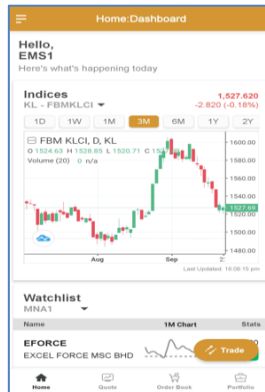 Home:Dashboard
Hello,
EMS1
Here's what's happening today
Indices
1,527.620
KL - FBMKLCI
-2.820 (-0.18%)
1D 1W 1M 3M 6M 1Y 2Y
FBM KLCI, D, KL
O 1524.63 H 1528.85 L 1520.71 C
Volume (20) 0 n/a
1600.00
1580.00
1560.00
1540.00
1527.69
1500.00
1480.00
Aug Sep
Last Updated: 16:08:15 pm
Watchlist
MNA1
Name 1M Chart Stats
EFORCE
EXCEL FORCE MSC BHD
Trade
Home Quote Order Book Portfolio